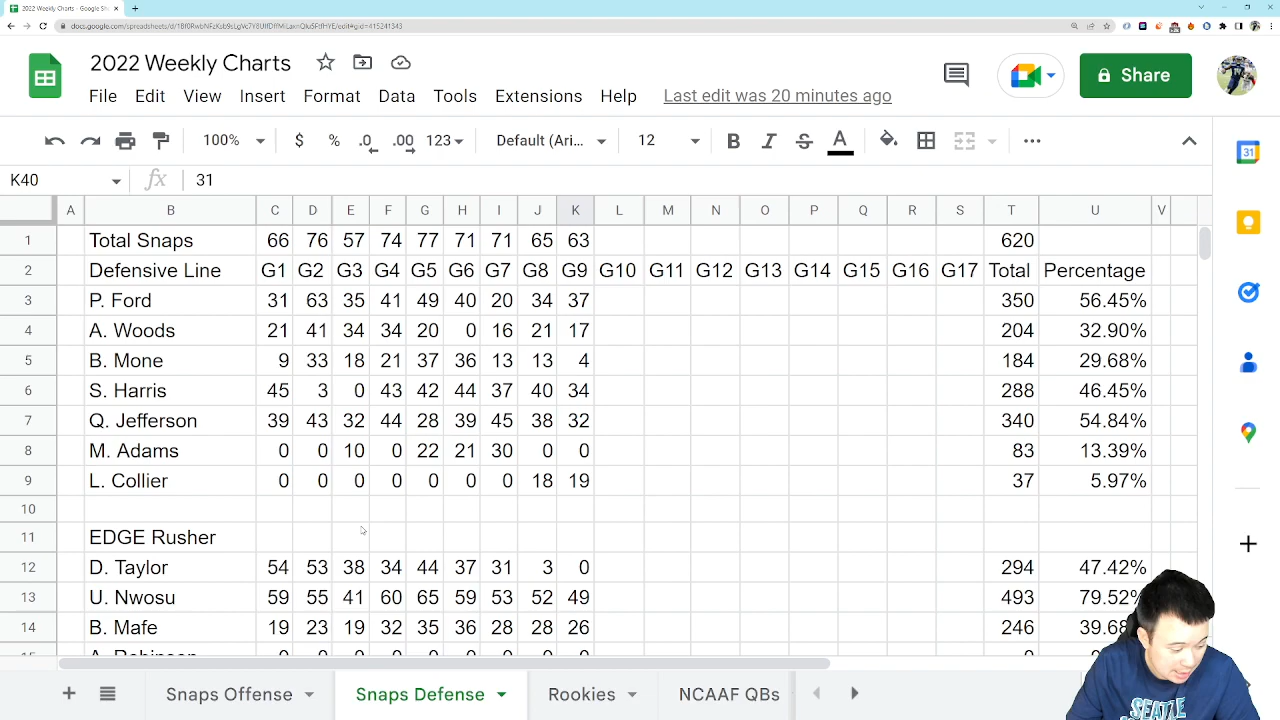 2022 Weekly Charts - Google She
2022 Weekly Charts
File Edit View Insert Format Data Tools Extensions Help Last edit was 20 minutes ago
Share
100% $ % .0 .00 123 Default (Ari... 12 B I S A
K40 fx 31
A B C D E F G H I J K L M N O P Q R S T U V
1 Total Snaps 66 76 57 74 77 71 71 65 63 620
2 Defensive Line G1 G2 G3 G4 G5 G6 G7 G8 G9 G10 G11 G12 G13 G14 G15 G16 G17 Total Percentage
3 P. Ford 31 63 35 41 49 40 20 34 37 350 56.45%
4 A. Woods 21 41 34 34 20 0 16 21 17 204 32.90%
5 B. Mone 9 33 18 21 37 36 13 13 4 184 29.68%
6 S. Harris 45 3 0 43 42 44 37 40 34 288 46.45%
7 Q. Jefferson 39 43 32 44 28 39 45 38 32 340 54.84%
8 M. Adams 0 0 10 0 22 21 30 0 0 83 13.39%
9 L. Collier 0 0 0 0 0 0 0 18 19 37 5.97%
10
11 EDGE Rusher
12 D. Taylor 54 53 38 34 44 37 31 3 0 294 47.42%
13 U. Nwosu 59 55 41 60 65 59 53 52 49 493 79.52%
14 B. Mafe 19 23 19 32 35 36 28 28 26 246 39.68
Snaps Offense Snaps Defense Rookies NCAAF QBs
SEATTLE